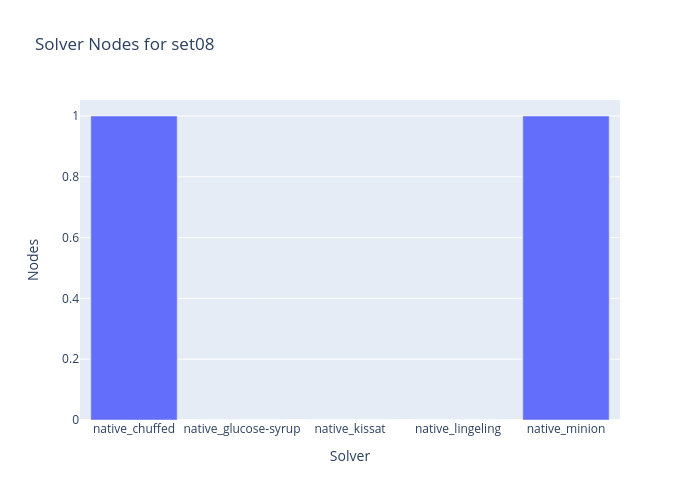 Solver Nodes for set08
Nodes
1
0.8
0.6
0.4
0.2
0
native_chuffed native_glucose-syrup native_kissat native_lingeling native_minion
Solver